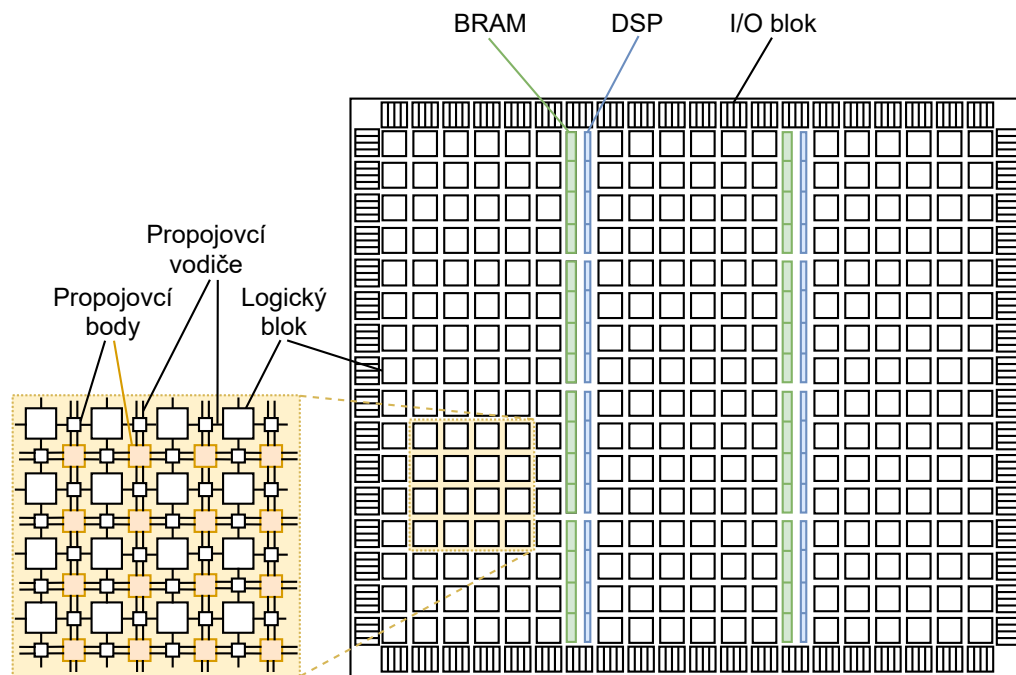 BRAM
DSP
I/O blok
Propojovcí
vodiče
Propojovcí
body
Logický
blok